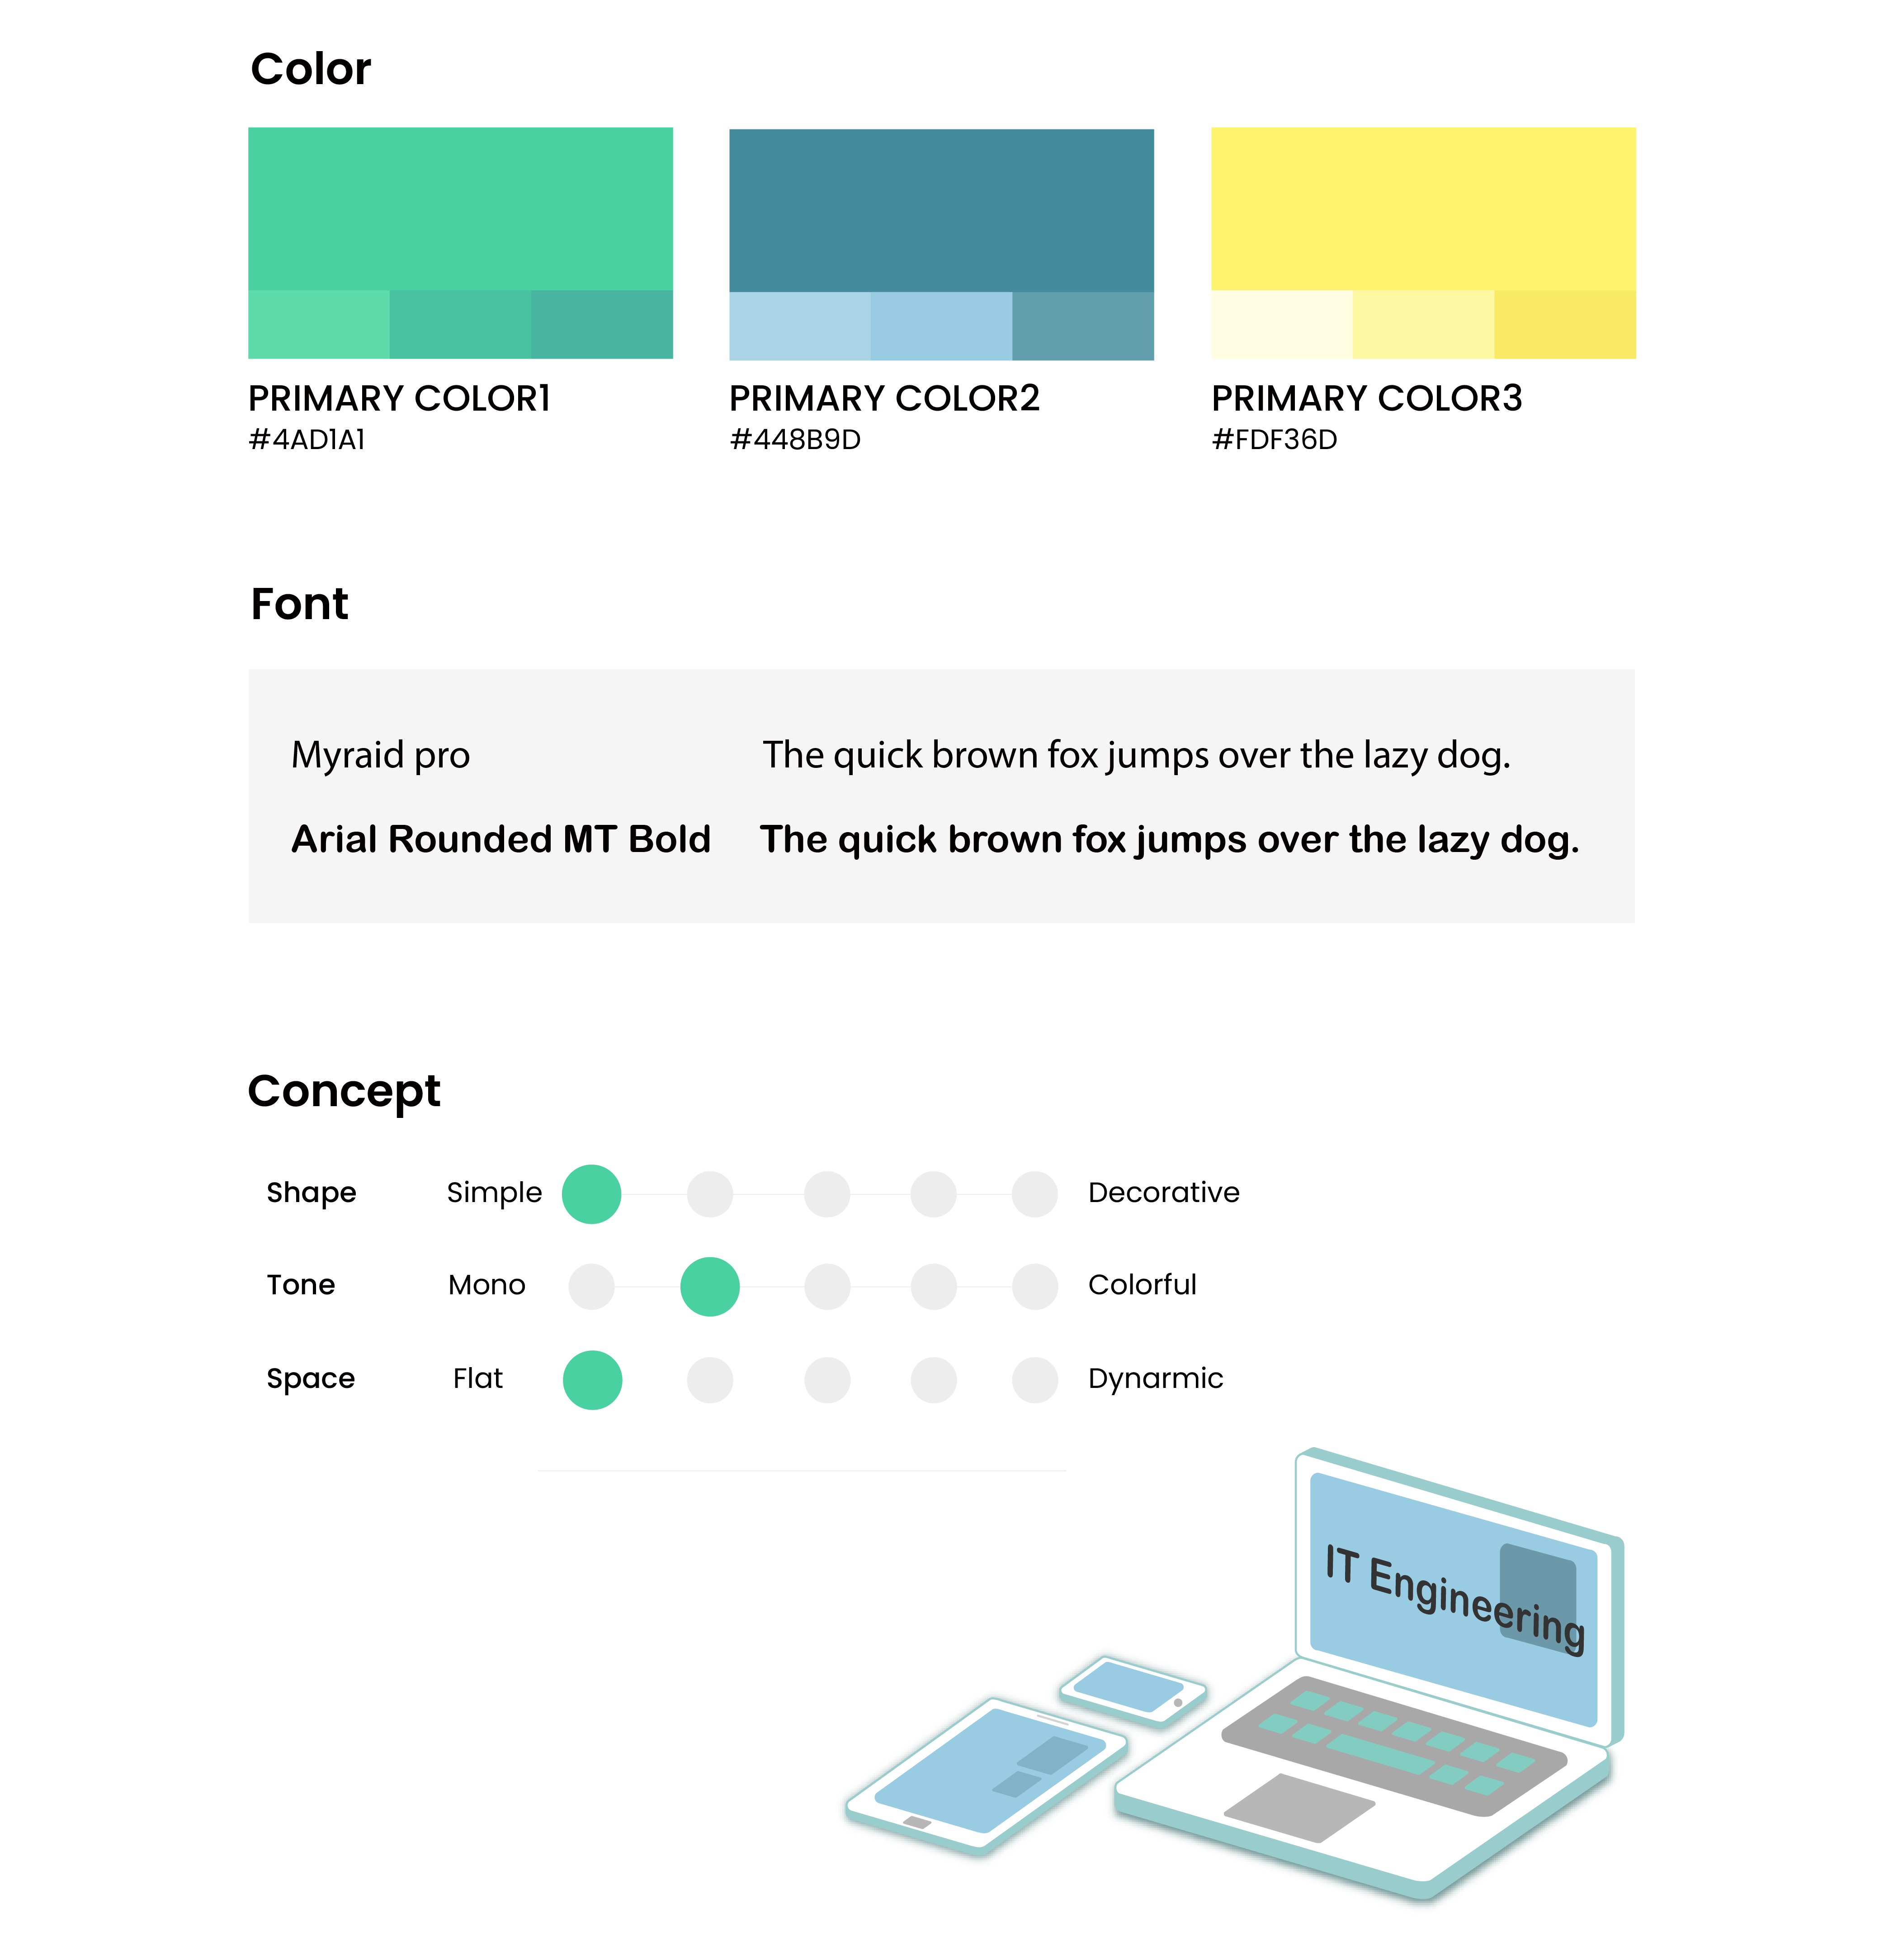 Color
PRIMARY COLOR1
#4AD1A1
PRIMARY COLOR2
#448B9D
PRIMARY COLOR3
#FDF36D
Font
Myraid pro The quick brown fox jumps over the lazy dog.
Arial Rounded MT Bold The quick brown fox jumps over the lazy dog.
Concept
Shape Simple Decorative
Tone Mono Colorful
Space Flat Dynarmic
IT Engineering